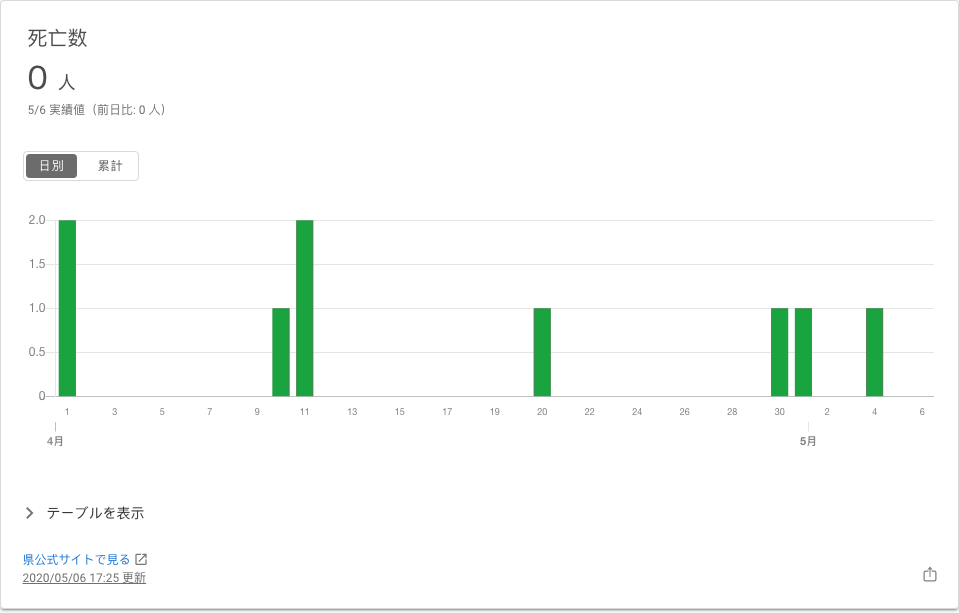 死亡数
0 人
5/6 実績値（前日比: 0 人）
日別 累計
2.0
1.5
1.0
0.5
0
1 3 5 7 9 11 13 15 17 19 20 22 24 26 28 30 2 4 6
4月 5月
テーブルを表示
県公式サイトで見る
2020/05/06 17:25 更新